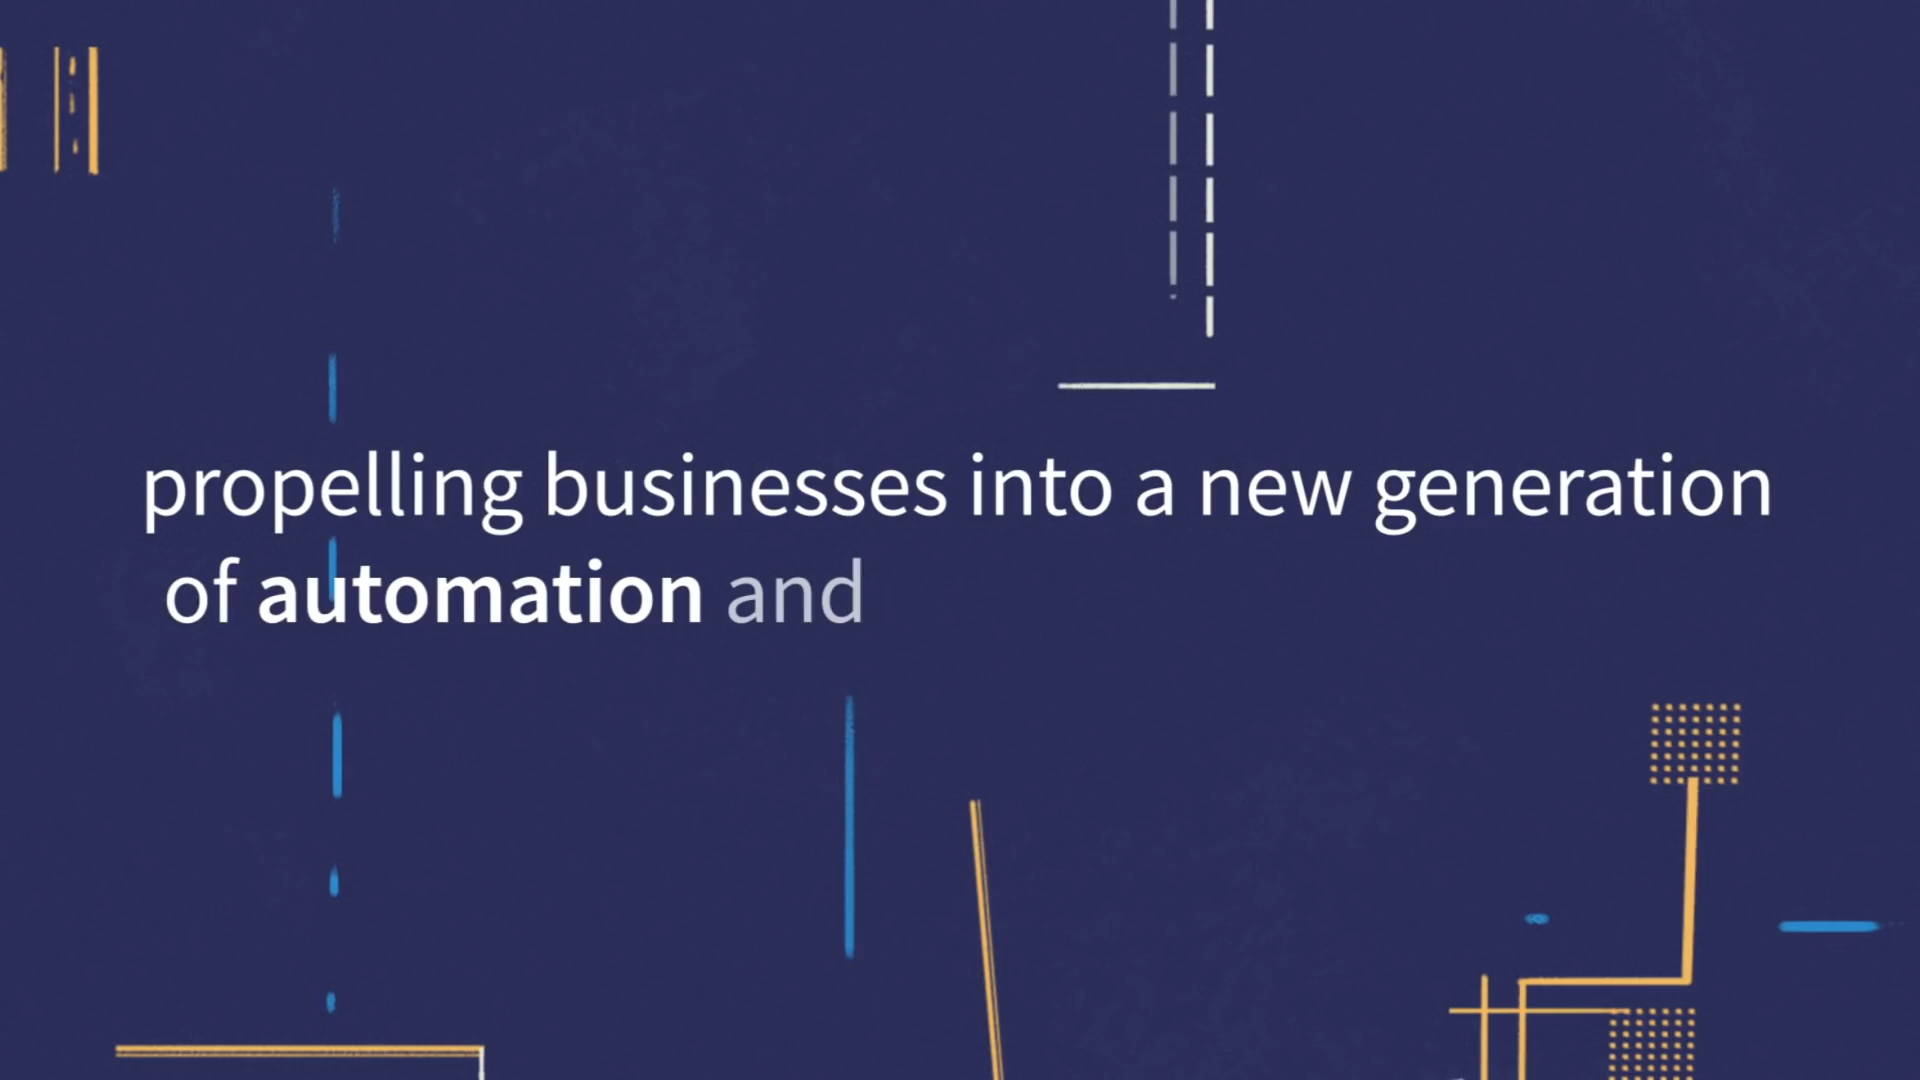 propelling businesses into a new generation
of automation and